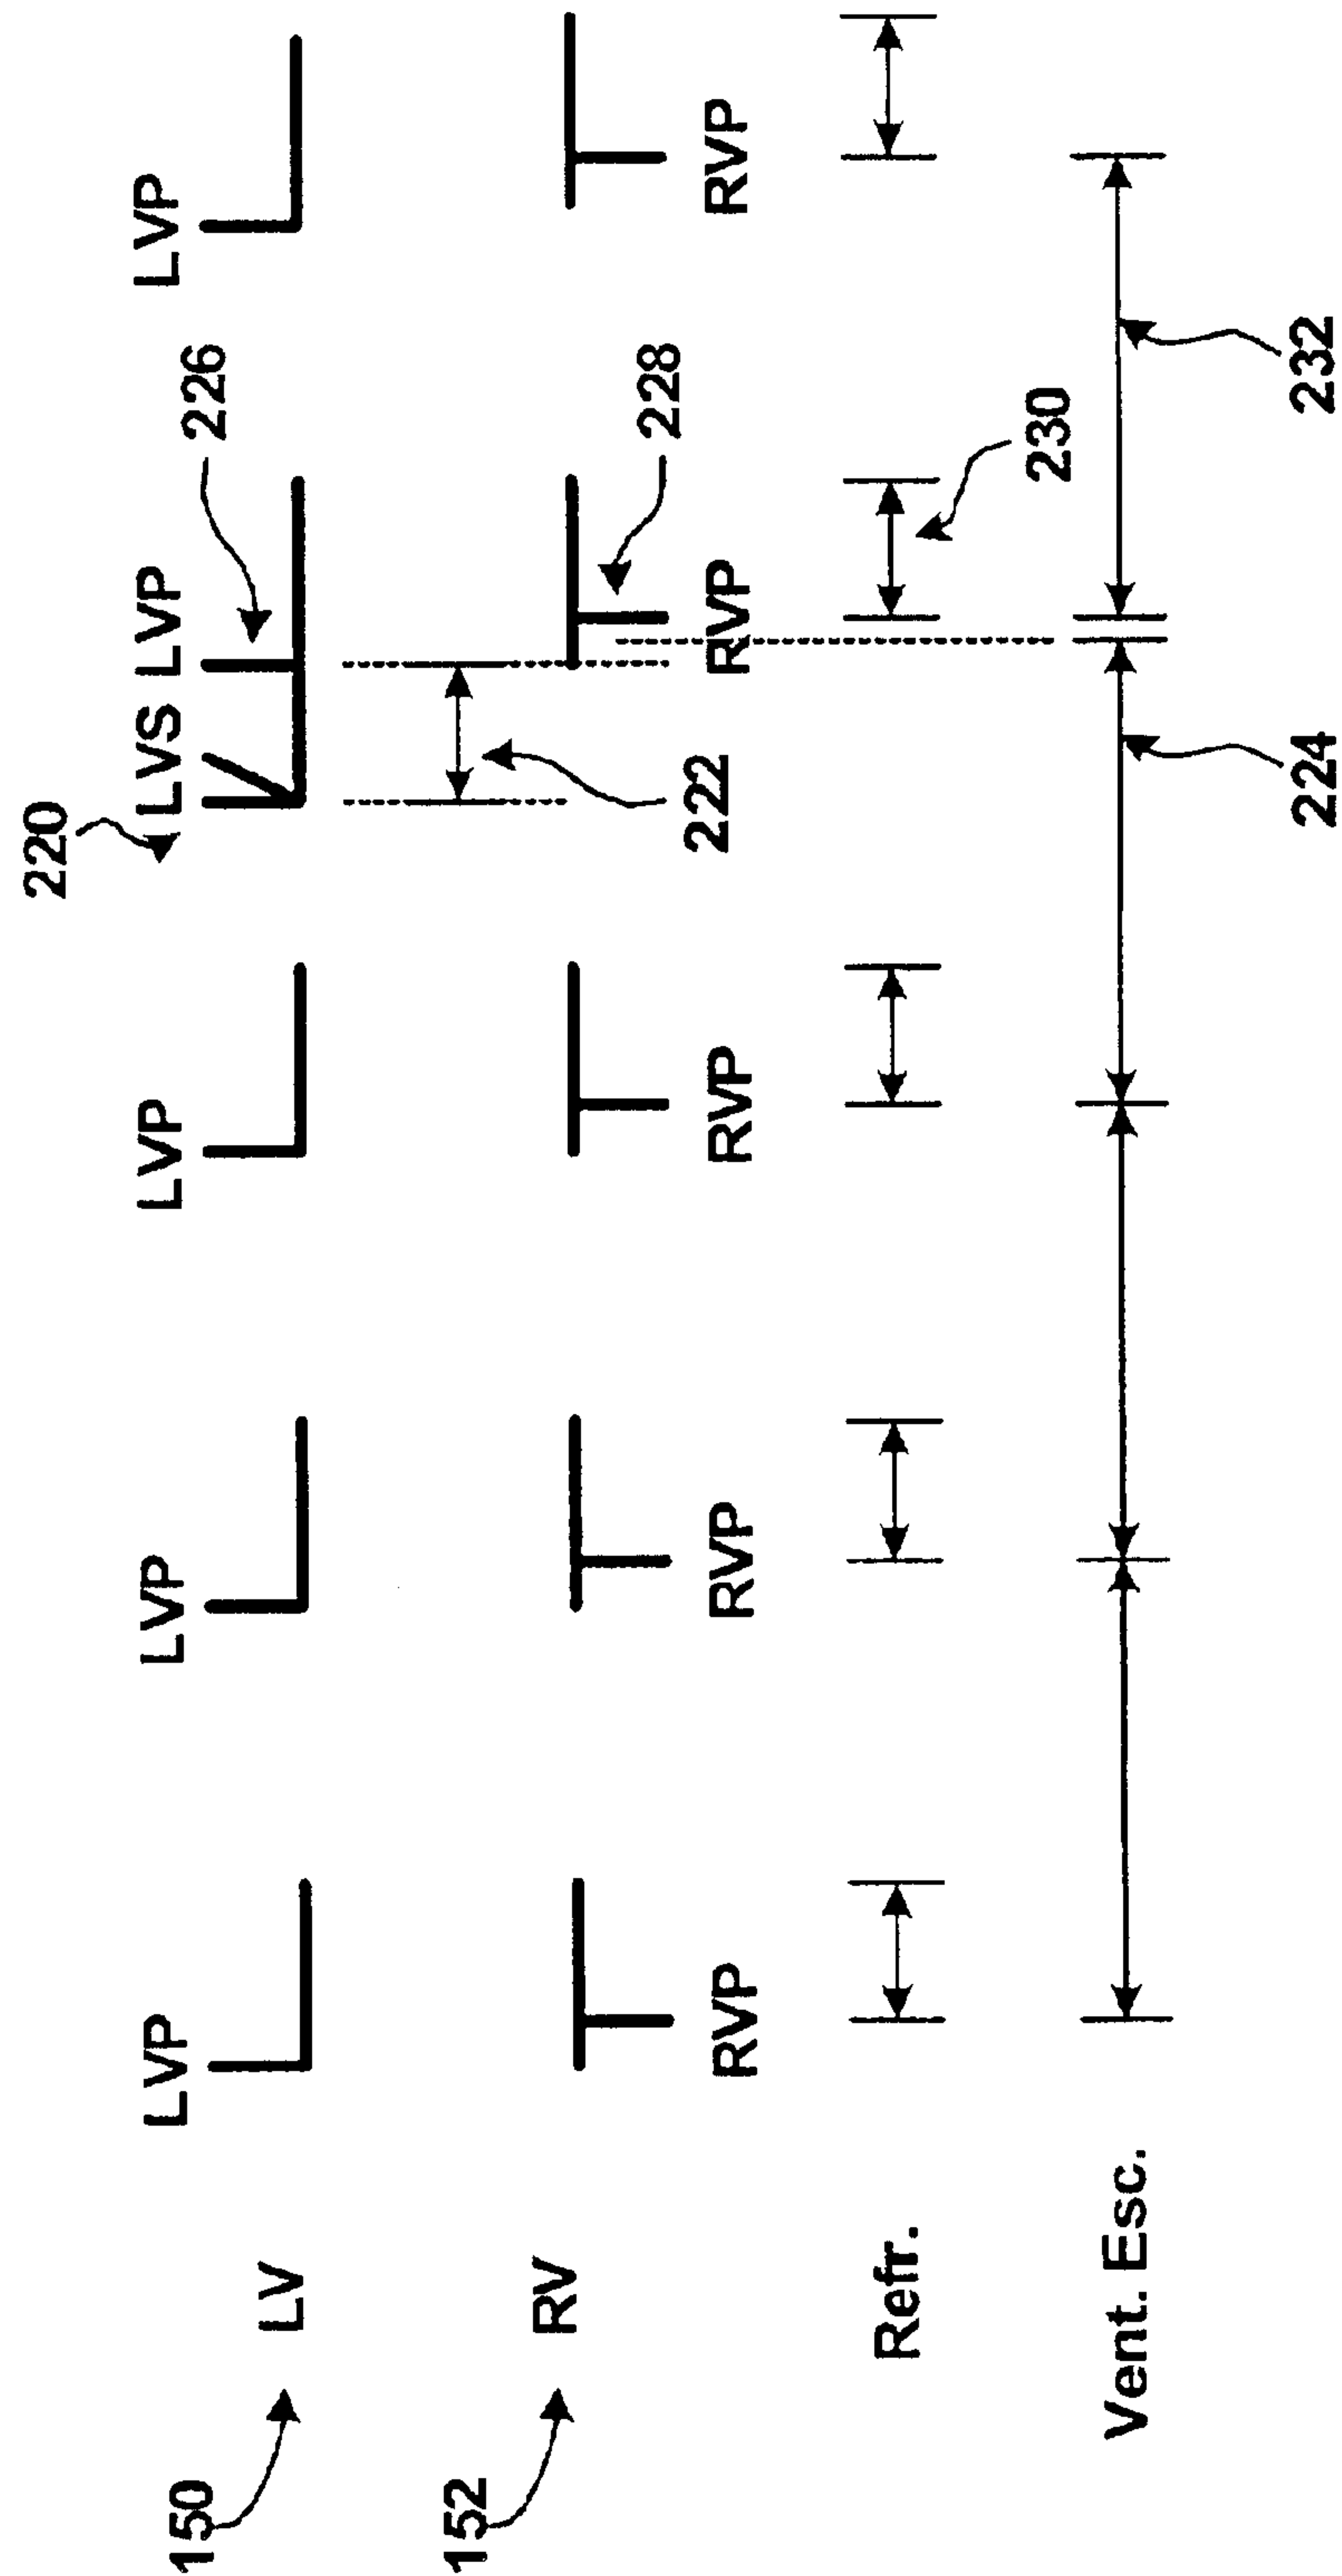 220
LVP LVP LVP LVS LVP LVP
226
150 LV
222
228
152 RV
RVP RVP RVP RVP RVP
230
Refr.
224
232
Vent. Esc.